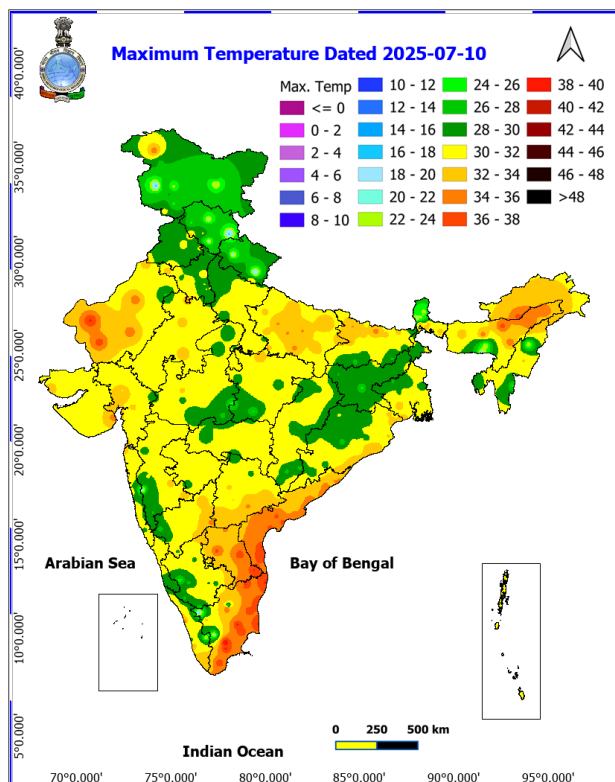 Maximum Temperature Dated 2025-07-10
Max. Temp
<= 0
0 - 2
2 - 4
4 - 6
6 - 8
8 - 10
10 - 12
12 - 14
14 - 16
16 - 18
18 - 20
20 - 22
22 - 24
24 - 26
26 - 28
28 - 30
30 - 32
32 - 34
34 - 36
36 - 38
38 - 40
40 - 42
42 - 44
44 - 46
46 - 48
>48
40°0.000'
35°0.000'
30°0.000'
25°0.000'
20°0.000'
15°0.000'
10°0.000'
5°0.000'
Arabian Sea
Bay of Bengal
Indian Ocean
0 250 500 km
70°0.000' 75°0.000' 80°0.000' 85°0.000' 90°0.000' 95°0.000'